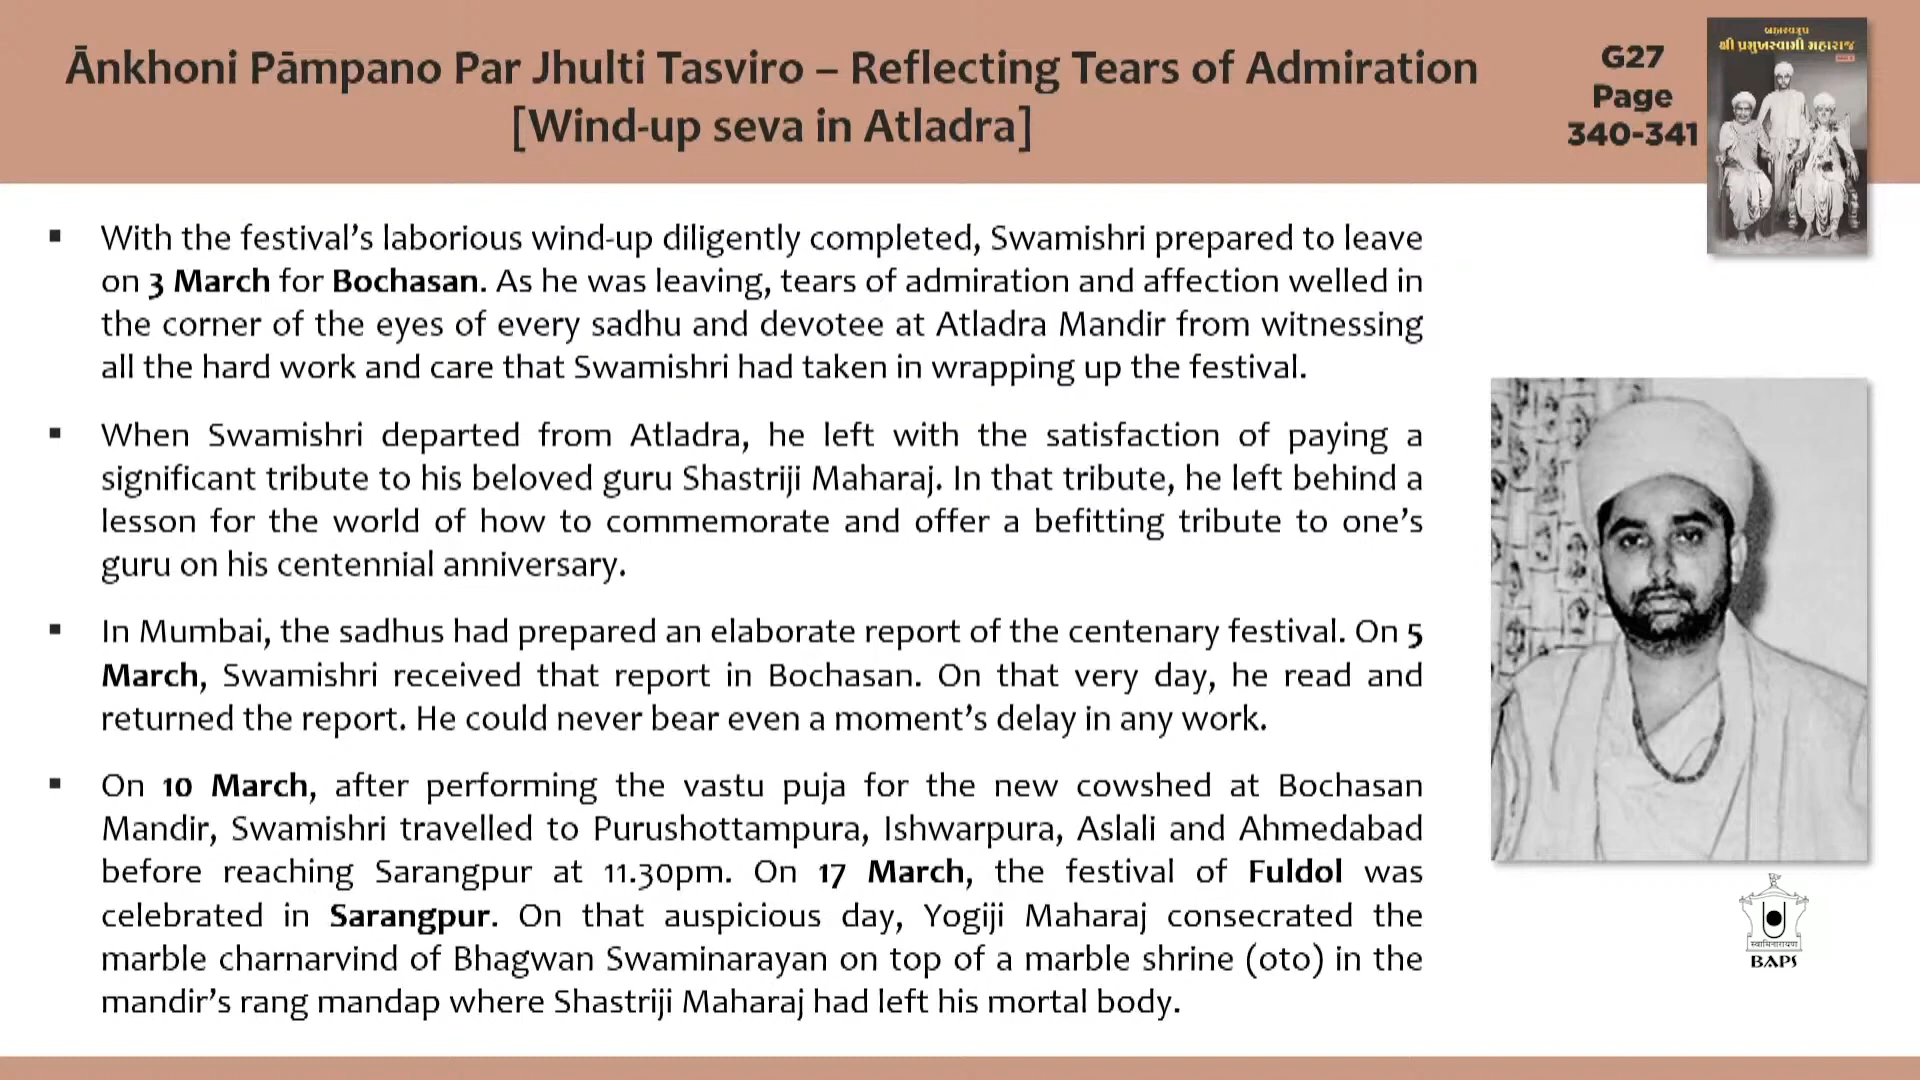 Ānkhoni Pāmpano Par Jhulti Tasviro – Reflecting Tears of Admiration
[Wind-up seva in Atladra]
G27
Page
340-341
બ્રહ્મસ્વરૂપ
શ્રી પ્રમુખસ્વામી મહારાજ
▪ With the festival’s laborious wind-up diligently completed, Swamishri prepared to leave
on 3 March for Bochasan. As he was leaving, tears of admiration and affection welled in
the corner of the eyes of every sadhu and devotee at Atladra Mandir from witnessing
all the hard work and care that Swamishri had taken in wrapping up the festival.
▪ When Swamishri departed from Atladra, he left with the satisfaction of paying a
significant tribute to his beloved guru Shastriji Maharaj. In that tribute, he left behind a
lesson for the world of how to commemorate and offer a befitting tribute to one’s
guru on his centennial anniversary.
▪ In Mumbai, the sadhus had prepared an elaborate report of the centenary festival. On 5
March, Swamishri received that report in Bochasan. On that very day, he read and
returned the report. He could never bear even a moment’s delay in any work.
▪ On 10 March, after performing the vastu puja for the new cowshed at Bochasan
Mandir, Swamishri travelled to Purushottampura, Ishwarpura, Aslali and Ahmedabad
before reaching Sarangpur at 11.30pm. On 17 March, the festival of Fuldol was
celebrated in Sarangpur. On that auspicious day, Yogiji Maharaj consecrated the
marble charnarvind of Bhagwan Swaminarayan on top of a marble shrine (oto) in the
mandir’s rang mandap where Shastriji Maharaj had left his mortal body.
स्वामिनारायण
BAPS